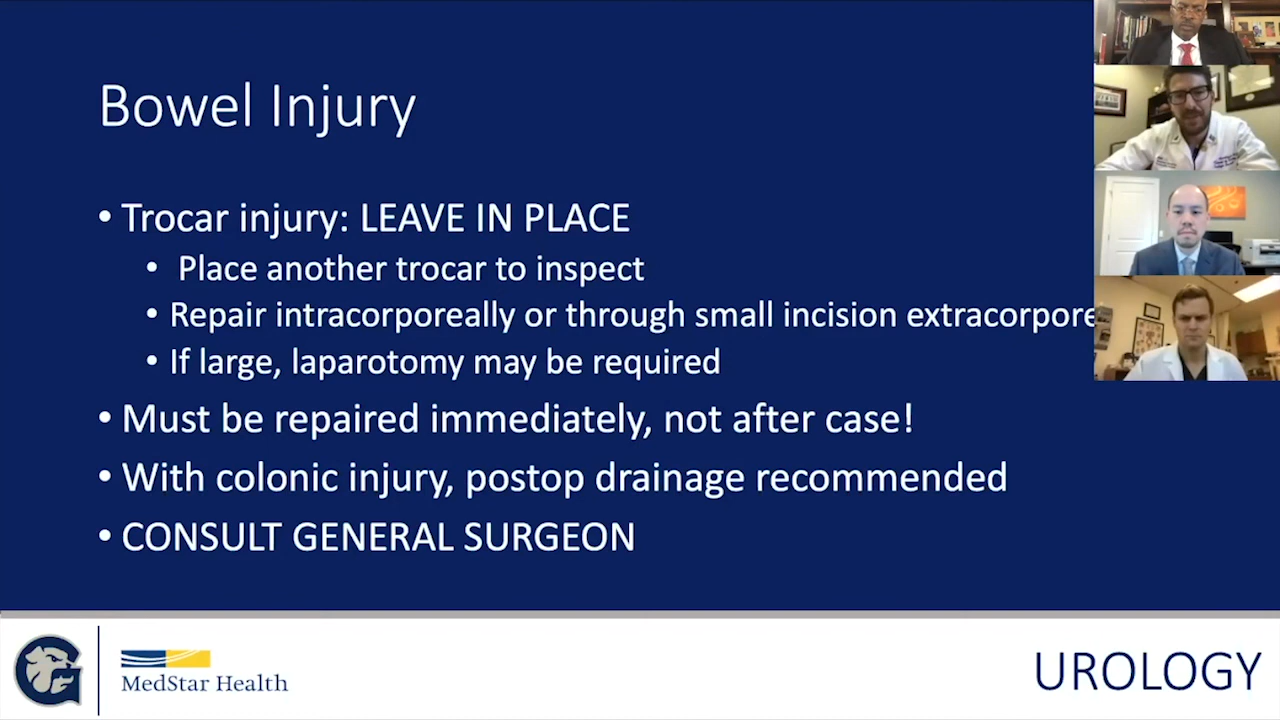 Bowel Injury
• Trocar injury: LEAVE IN PLACE
• Place another trocar to inspect
• Repair intracorporeally or through small incision extracorpore
• If large, laparotomy may be required
• Must be repaired immediately, not after case!
• With colonic injury, postop drainage recommended
• CONSULT GENERAL SURGEON
G
MedStar Health
UROLOGY